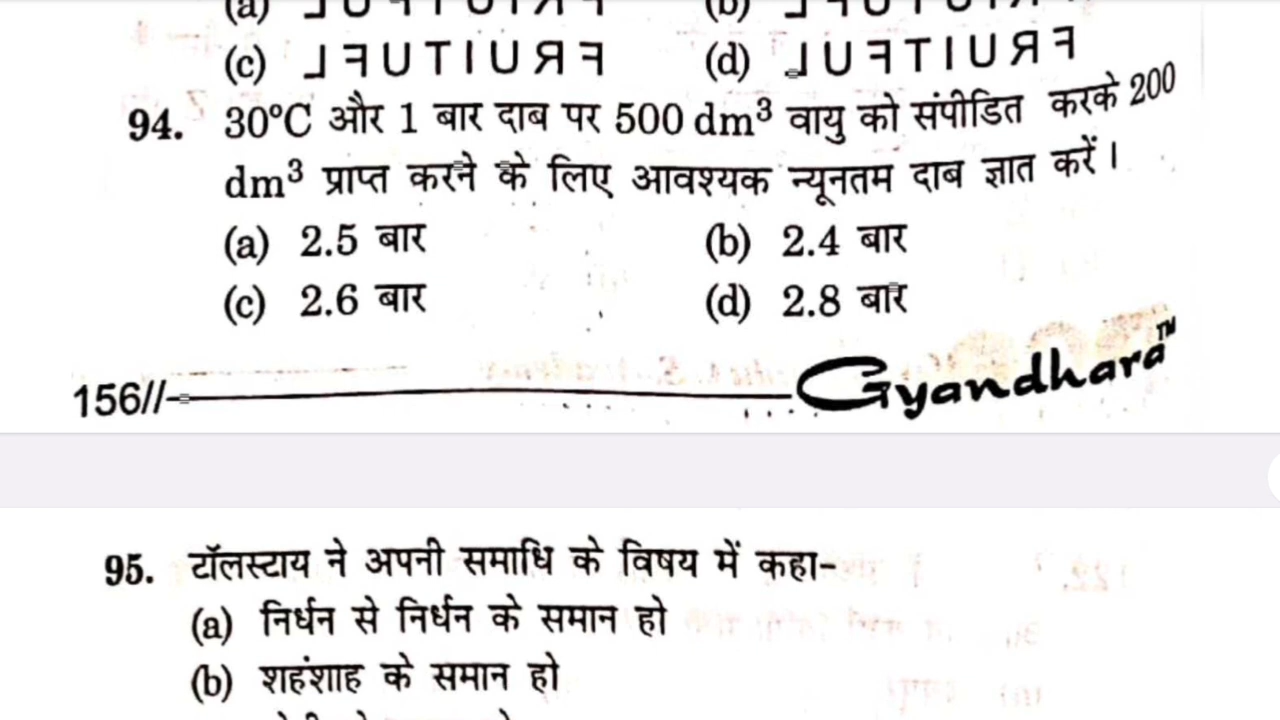 (c) ⅃ꟻUTIUЯꟻ (d) ⅃UꟻTIUЯꟻ
94. 30°C और 1 बार दाब पर 500 dm³ वायु को संपीडित करके 200
dm³ प्राप्त करने के लिए आवश्यक न्यूनतम दाब ज्ञात करें।
(a) 2.5 बार (b) 2.4 बार
(c) 2.6 बार (d) 2.8 बार
156// Gyandhara™
95. टॉलस्टाय ने अपनी समाधि के विषय में कहा-
(a) निर्धन से निर्धन के समान हो
(b) शहंशाह के समान हो